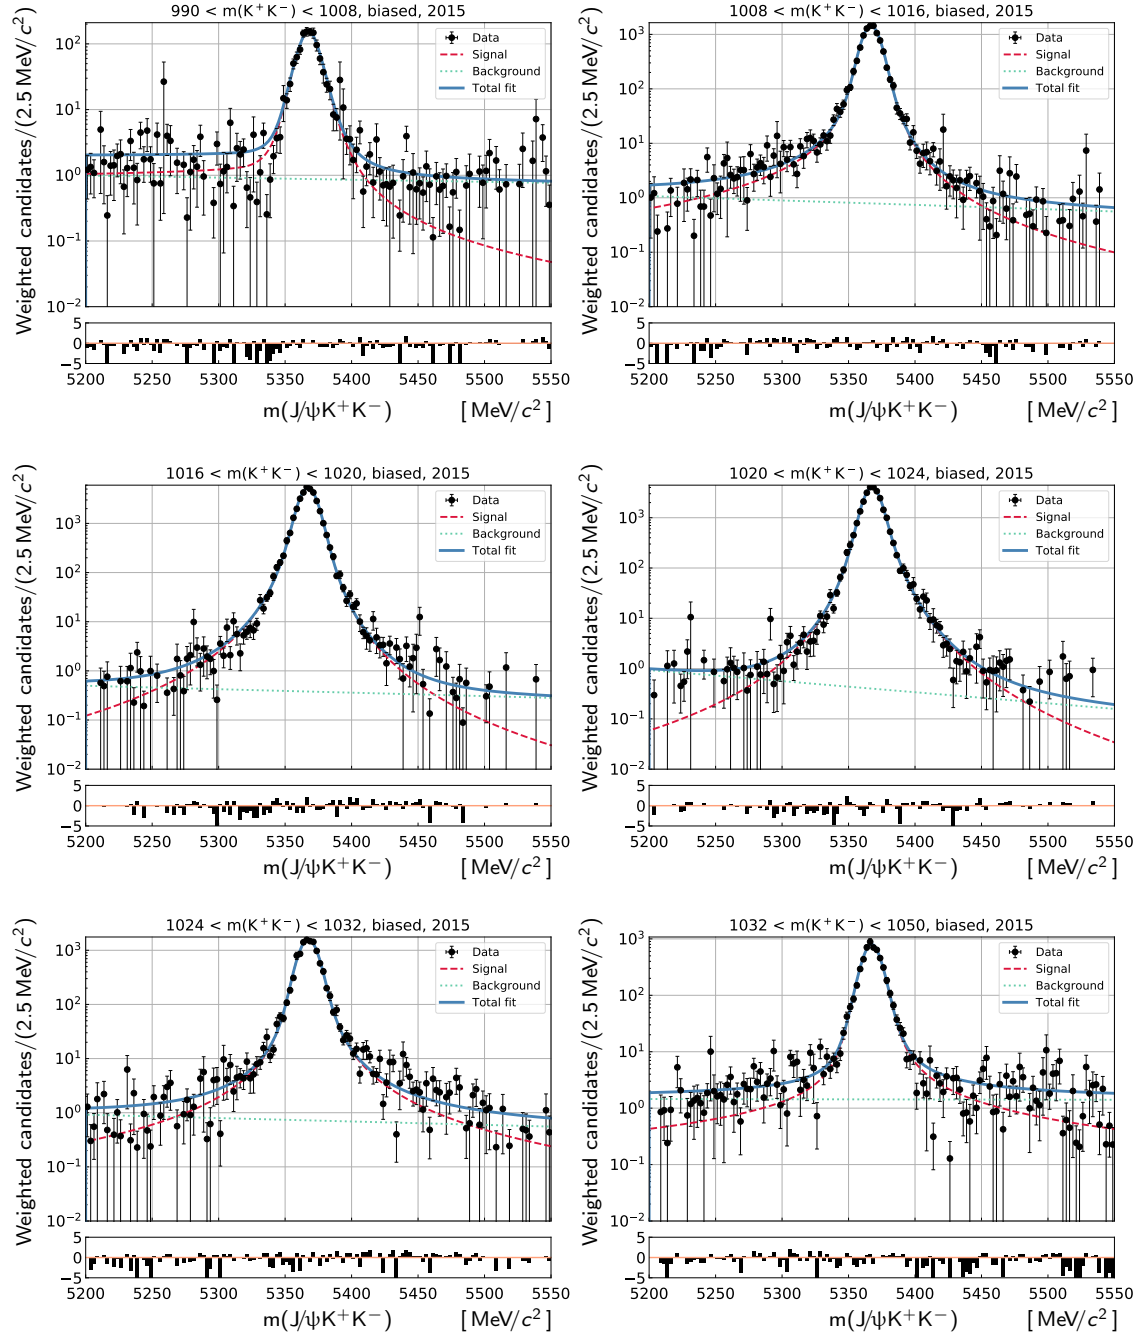 990 < m(K⁺K⁻) < 1008, biased, 2015
Weighted candidates/(2.5 MeV/c²)
10²
10¹
10⁰
10⁻¹
10⁻²
Data
Signal
Background
Total fit
5
0
−5
5200 5250 5300 5350 5400 5450 5500 5550
m(J/ψK⁺K⁻) [MeV/c²]
1008 < m(K⁺K⁻) < 1016, biased, 2015
Weighted candidates/(2.5 MeV/c²)
10³
10²
10¹
10⁰
10⁻¹
10⁻²
Data
Signal
Background
Total fit
5
0
−5
5200 5250 5300 5350 5400 5450 5500 5550
m(J/ψK⁺K⁻) [MeV/c²]
1016 < m(K⁺K⁻) < 1020, biased, 2015
Weighted candidates/(2.5 MeV/c²)
10³
10²
10¹
10⁰
10⁻¹
10⁻²
Data
Signal
Background
Total fit
5
0
−5
5200 5250 5300 5350 5400 5450 5500 5550
m(J/ψK⁺K⁻) [MeV/c²]
1020 < m(K⁺K⁻) < 1024, biased, 2015
Weighted candidates/(2.5 MeV/c²)
10³
10²
10¹
10⁰
10⁻¹
10⁻²
Data
Signal
Background
Total fit
5
0
−5
5200 5250 5300 5350 5400 5450 5500 5550
m(J/ψK⁺K⁻) [MeV/c²]
1024 < m(K⁺K⁻) < 1032, biased, 2015
Weighted candidates/(2.5 MeV/c²)
10³
10²
10¹
10⁰
10⁻¹
10⁻²
Data
Signal
Background
Total fit
5
0
−5
5200 5250 5300 5350 5400 5450 5500 5550
m(J/ψK⁺K⁻) [MeV/c²]
1032 < m(K⁺K⁻) < 1050, biased, 2015
Weighted candidates/(2.5 MeV/c²)
10³
10²
10¹
10⁰
10⁻¹
10⁻²
Data
Signal
Background
Total fit
5
0
−5
5200 5250 5300 5350 5400 5450 5500 5550
m(J/ψK⁺K⁻) [MeV/c²]